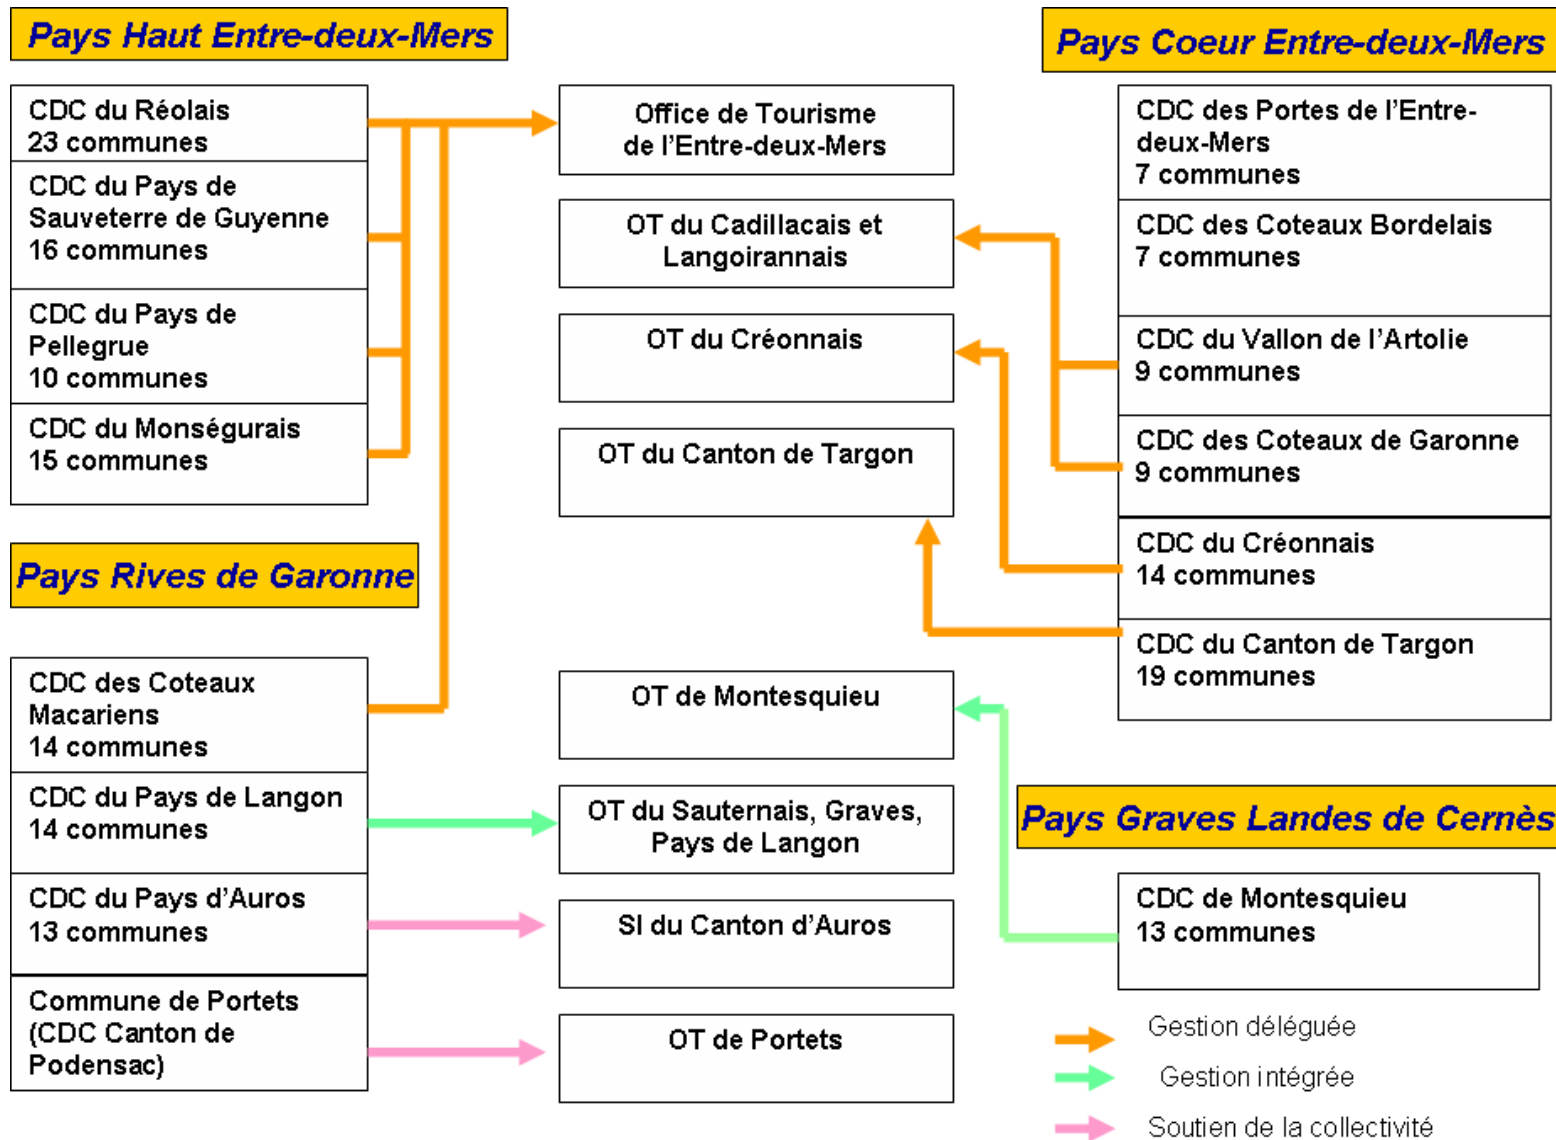 Pays Haut Entre-deux-Mers
CDC du Réolais
23 communes
CDC du Pays de
Sauveterre de Guyenne
16 communes
CDC du Pays de
Pellegrue
10 communes
CDC du Monségurais
15 communes
Pays Rives de Garonne
CDC des Coteaux
Macariens
14 communes
CDC du Pays de Langon
14 communes
CDC du Pays d'Auros
13 communes
Commune de Portets
(CDC Canton de
Podensac)
Office de Tourisme
de l'Entre-deux-Mers
OT du Cadillacais et
Langoirannais
OT du Créonnais
OT du Canton de Targon
OT de Montesquieu
OT du Sauternais, Graves,
Pays de Langon
SI du Canton d'Auros
OT de Portets
Pays Coeur Entre-deux-Mers
CDC des Portes de l'Entre-
deux-Mers
7 communes
CDC des Coteaux Bordelais
7 communes
CDC du Vallon de l'Artolie
9 communes
CDC des Coteaux de Garonne
9 communes
CDC du Créonnais
14 communes
CDC du Canton de Targon
19 communes
Pays Graves Landes de Cernès
CDC de Montesquieu
13 communes
Gestion déléguée
Gestion intégrée
Soutien de la collectivité